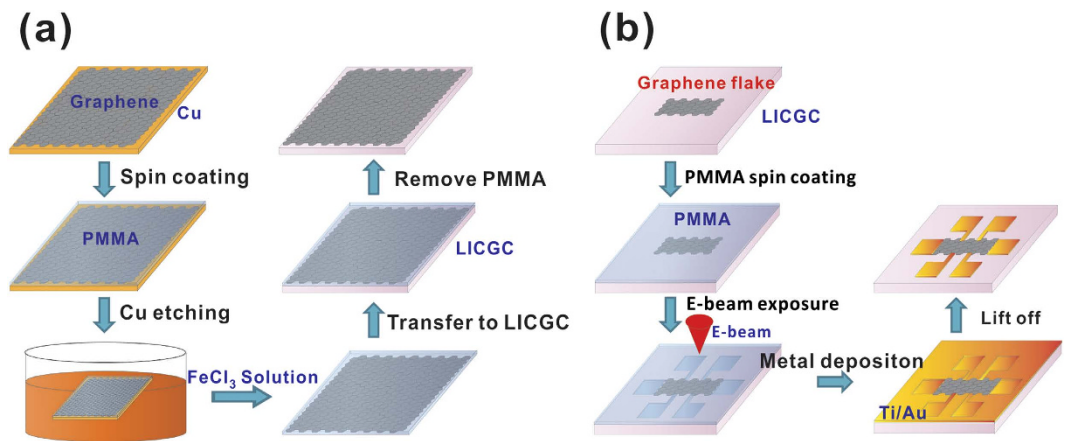 (a)
Graphene
Cu
Spin coating
PMMA
Cu etching
FeCl₃ Solution
Remove PMMA
LICGC
Transfer to LICGC
(b)
Graphene flake
LICGC
PMMA spin coating
PMMA
E-beam exposure
E-beam
Metal depositon
Ti/Au
Lift off